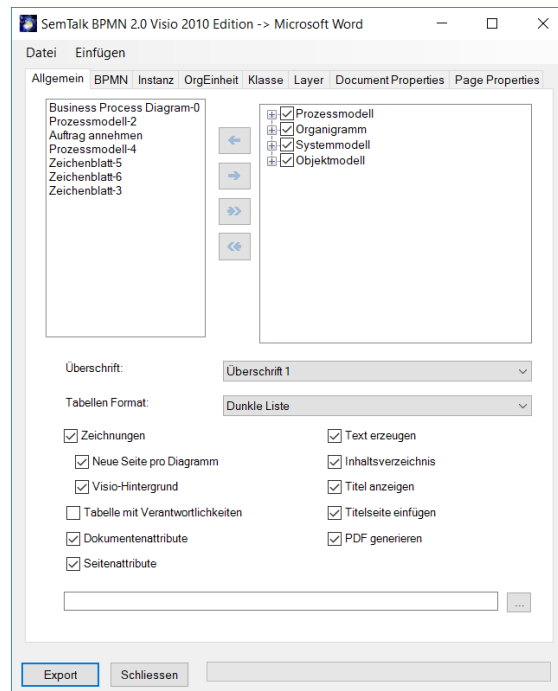 SemTalk BPMN 2.0 Visio 2010 Edition -> Microsoft Word
Datei Einfügen
Allgemein BPMN Instanz OrgEinheit Klasse Layer Document Properties Page Properties
Business Process Diagram-0
Prozessmodell-2
Auftrag annehmen
Prozessmodell-4
Zeichenblatt-5
Zeichenblatt-6
Zeichenblatt-3
Prozessmodell
Organigramm
Systemmodell
Objektmodell
Überschrift: Überschrift 1
Tabellen Format: Dunkle Liste
Zeichnungen Text erzeugen
Neue Seite pro Diagramm Inhaltsverzeichnis
Visio-Hintergrund Titel anzeigen
Tabelle mit Verantwortlichkeiten Titelseite einfügen
Dokumentenattribute PDF generieren
Seitenattribute
...
Export Schliessen